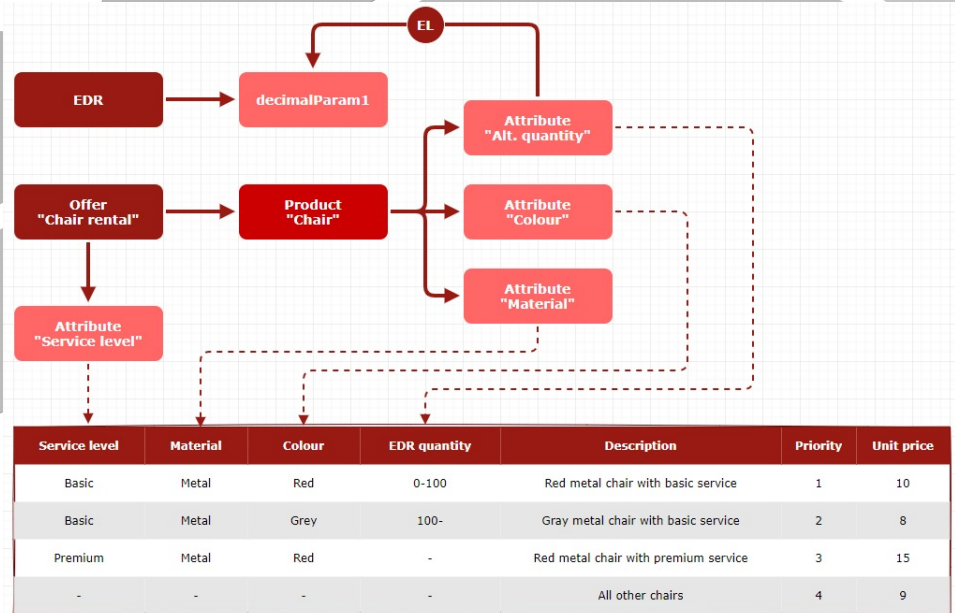 EL
EDR
decimalParam1
Attribute
"Alt. quantity"
Offer
"Chair rental"
Product
"Chair"
Attribute
"Colour"
Attribute
"Material"
Attribute
"Service level"
Service level Material Colour EDR quantity Description Priority Unit price
Basic Metal Red 0-100 Red metal chair with basic service 1 10
Basic Metal Grey 100- Gray metal chair with basic service 2 8
Premium Metal Red - Red metal chair with premium service 3 15
- - - - All other chairs 4 9